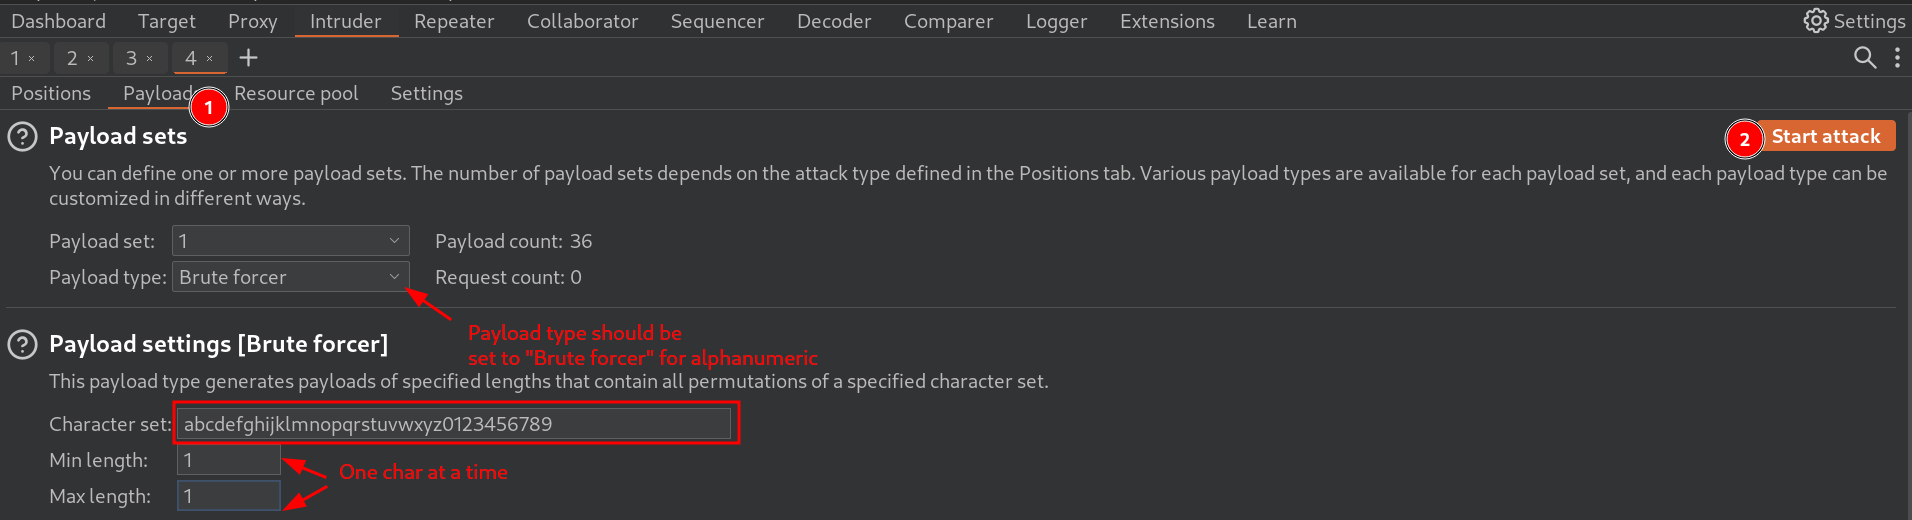 Dashboard Target Proxy Intruder Repeater Collaborator Sequencer Decoder Comparer Logger Extensions Learn Settings
1 × 2 × 3 × 4 × +
Positions Payload Resource pool Settings
1
Payload sets
2 Start attack
You can define one or more payload sets. The number of payload sets depends on the attack type defined in the Positions tab. Various payload types are available for each payload set, and each payload type can be
customized in different ways.
Payload set: 1 Payload count: 36
Payload type: Brute forcer Request count: 0
Payload type should be
set to "Brute forcer" for alphanumeric
Payload settings [Brute forcer]
This payload type generates payloads of specified lengths that contain all permutations of a specified character set.
Character set: abcdefghijklmnopqrstuvwxyz0123456789
Min length: 1
One char at a time
Max length: 1